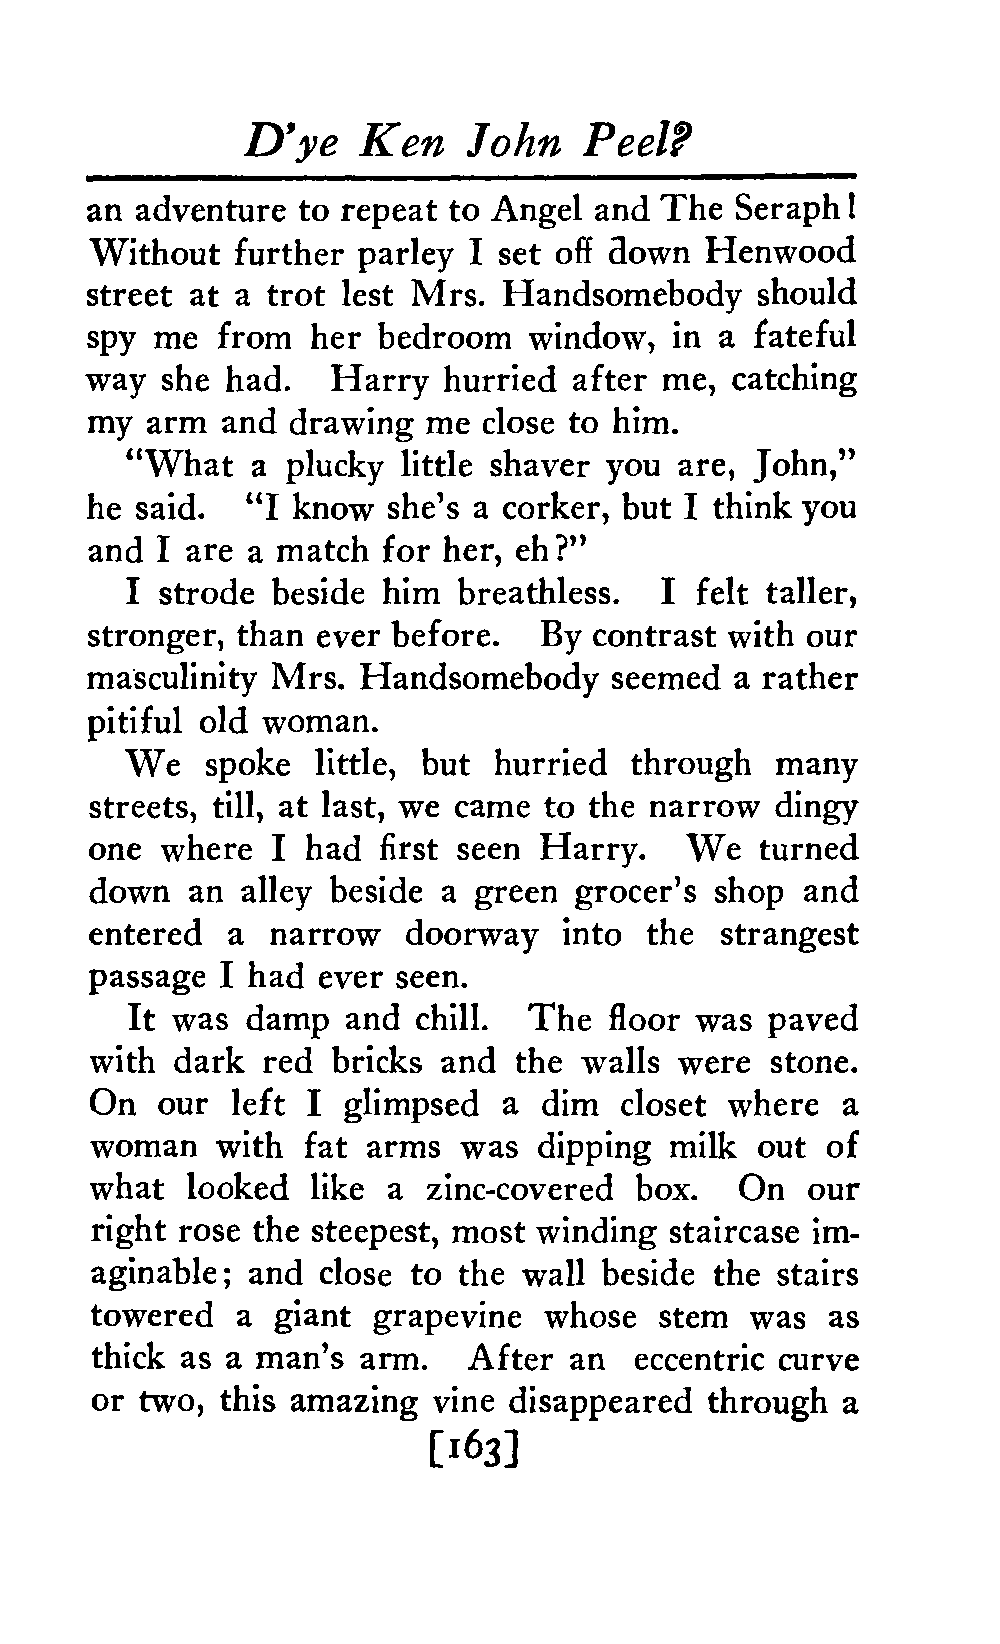 D'ye Ken John Peel?
an adventure to repeat to Angel and The Seraph!
Without further parley I set off down Henwood
street at a trot lest Mrs. Handsomebody should
spy me from her bedroom window, in a fateful
way she had. Harry hurried after me, catching
my arm and drawing me close to him.
"What a plucky little shaver you are, John,"
he said. "I know she's a corker, but I think you
and I are a match for her, eh?"
I strode beside him breathless. I felt taller,
stronger, than ever before. By contrast with our
masculinity Mrs. Handsomebody seemed a rather
pitiful old woman.
We spoke little, but hurried through many
streets, till, at last, we came to the narrow dingy
one where I had first seen Harry. We turned
down an alley beside a green grocer's shop and
entered a narrow doorway into the strangest
passage I had ever seen.
It was damp and chill. The floor was paved
with dark red bricks and the walls were stone.
On our left I glimpsed a dim closet where a
woman with fat arms was dipping milk out of
what looked like a zinc-covered box. On our
right rose the steepest, most winding staircase im-
aginable; and close to the wall beside the stairs
towered a giant grapevine whose stem was as
thick as a man's arm. After an eccentric curve
or two, this amazing vine disappeared through a
[163]